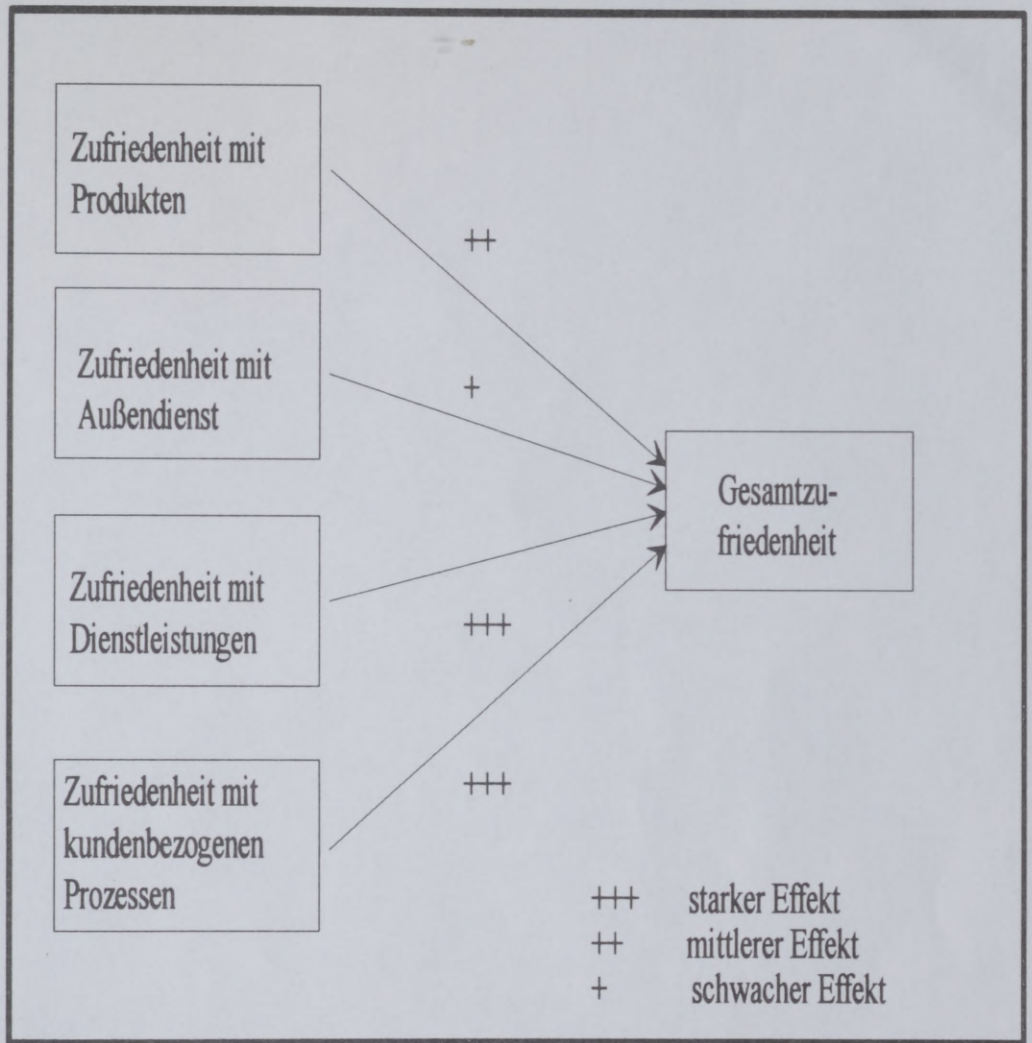 Zufriedenheit mit
Produkten
++
Zufriedenheit mit
Außendienst
+
Gesamtzu-
friedenheit
Zufriedenheit mit
Dienstleistungen
+++
Zufriedenheit mit
kundenbezogenen
Prozessen
+++
+++ starker Effekt
++ mittlerer Effekt
+ schwacher Effekt